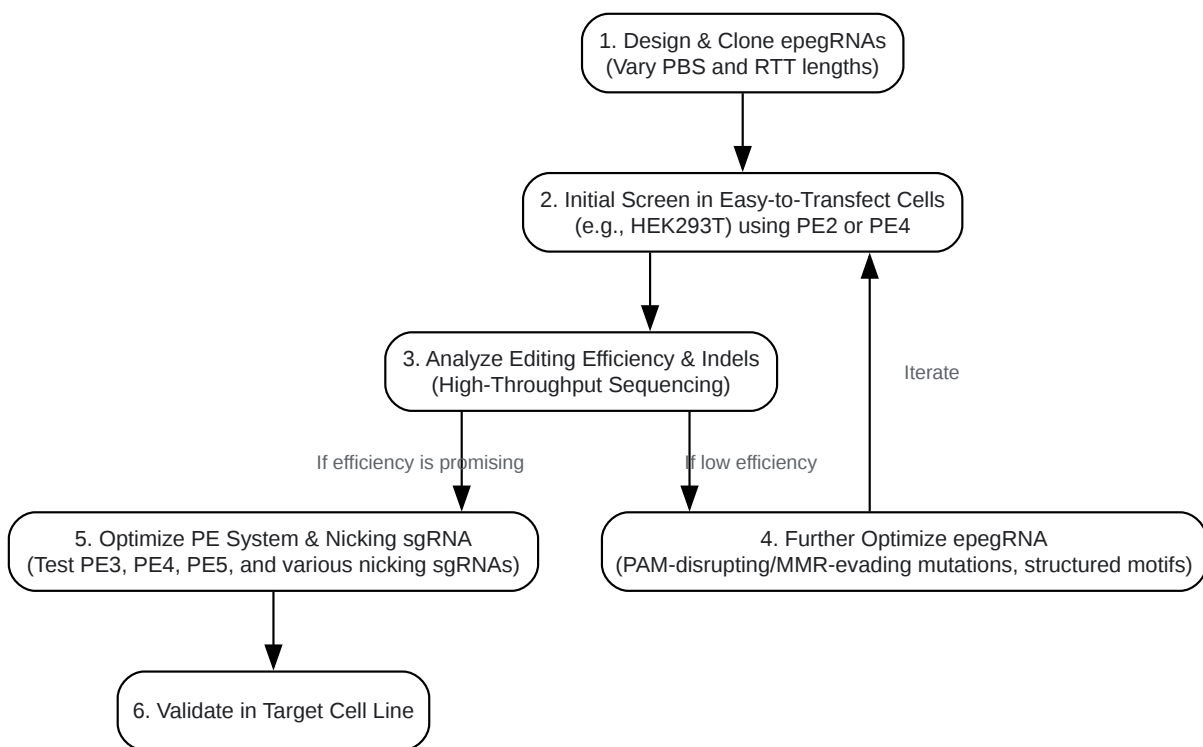 1. Design & Clone epegRNAs
(Vary PBS and RTT lengths)
2. Initial Screen in Easy-to-Transfect Cells
(e.g., HEK293T) using PE2 or PE4
3. Analyze Editing Efficiency & Indels
(High-Throughput Sequencing)
Iterate
If efficiency is promising
If low efficiency
5. Optimize PE System & Nicking sgRNA
(Test PE3, PE4, PE5, and various nicking sgRNAs)
4. Further Optimize epegRNA
(PAM-disrupting/MMR-evading mutations, structured motifs)
6. Validate in Target Cell Line